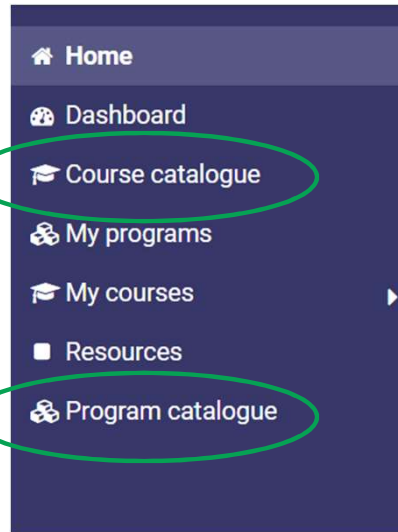 Home
Dashboard
Course catalogue
My programs
My courses
Resources
Program catalogue